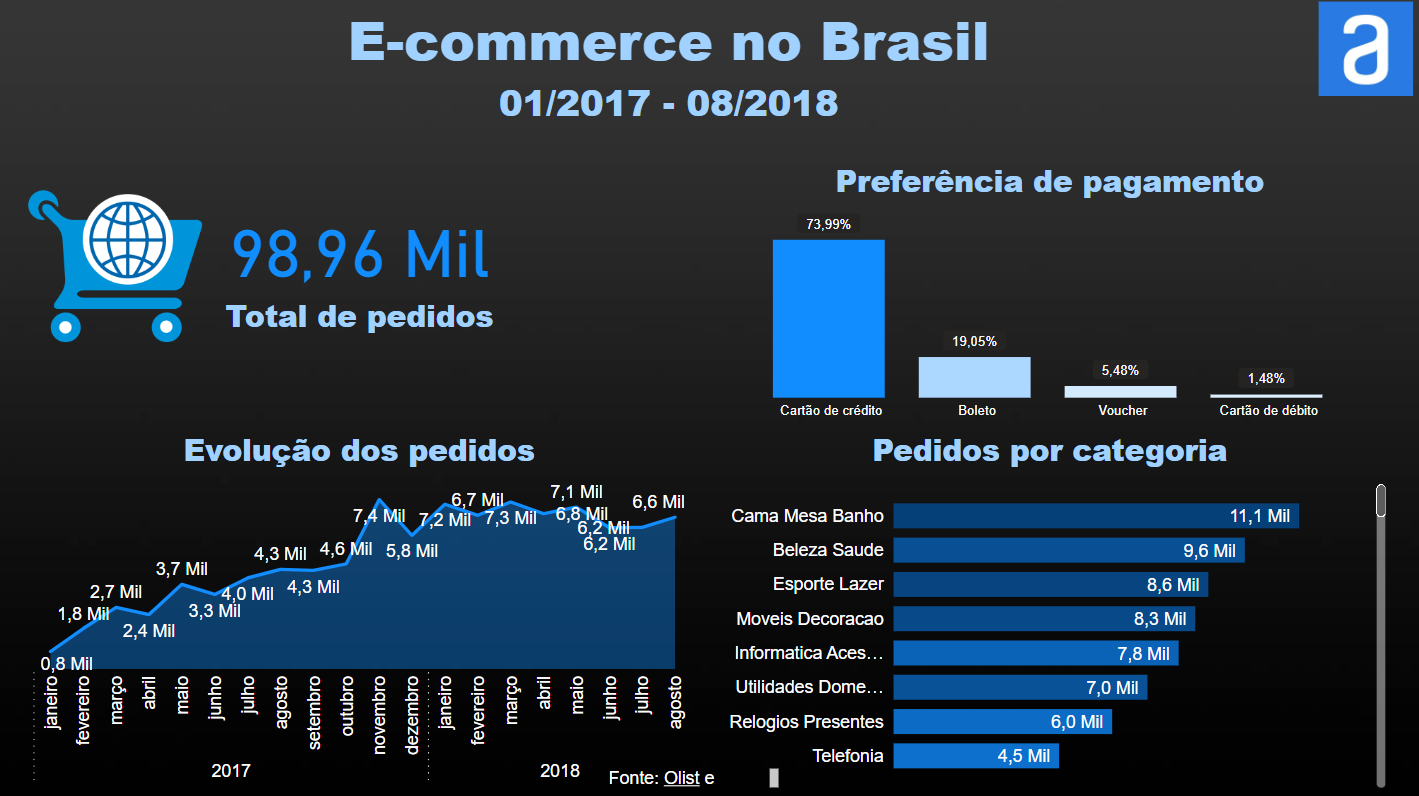 E-commerce no Brasil
01/2017 - 08/2018
a
98,96 Mil
Total de pedidos
Preferência de pagamento
73,99%
19,05%
5,48%
1,48%
Cartão de crédito
Boleto
Voucher
Cartão de débito
Evolução dos pedidos
0,8 Mil
1,8 Mil
2,7 Mil
2,4 Mil
3,7 Mil
3,3 Mil
4,0 Mil
4,3 Mil
4,3 Mil
4,6 Mil
7,4 Mil
5,8 Mil
7,2 Mil
6,7 Mil
7,3 Mil
6,8 Mil
7,1 Mil
6,2 Mil
6,2 Mil
6,6 Mil
janeiro
fevereiro
março
abril
maio
junho
julho
agosto
setembro
outubro
novembro
dezembro
janeiro
fevereiro
março
abril
maio
junho
julho
agosto
2017
2018
Pedidos por categoria
Cama Mesa Banho 11,1 Mil
Beleza Saude 9,6 Mil
Esporte Lazer 8,6 Mil
Moveis Decoracao 8,3 Mil
Informatica Aces… 7,8 Mil
Utilidades Dome… 7,0 Mil
Relogios Presentes 6,0 Mil
Telefonia 4,5 Mil
Fonte: Olist e